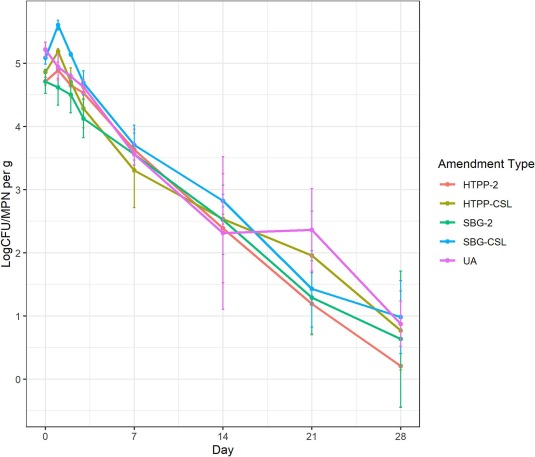 LogCFU/MPN per g
5
4
3
2
1
0
0 7 14 21 28
Day
Amendment Type
HTPP-2
HTPP-CSL
SBG-2
SBG-CSL
UA